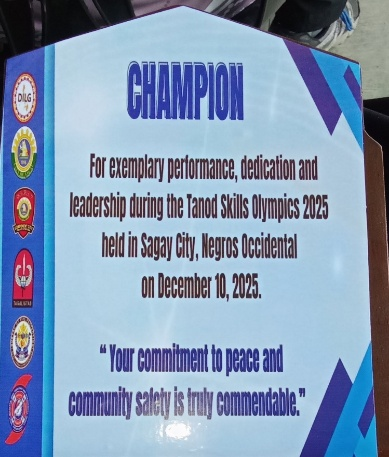 CHAMPION
For exemplary performance, dedication and
leadership during the Tanod Skills Olympics 2025
held in Sagay City, Negros Occidental
on December 10, 2025.
“ Your commitment to peace and
community safety is truly commendable.”
DILG